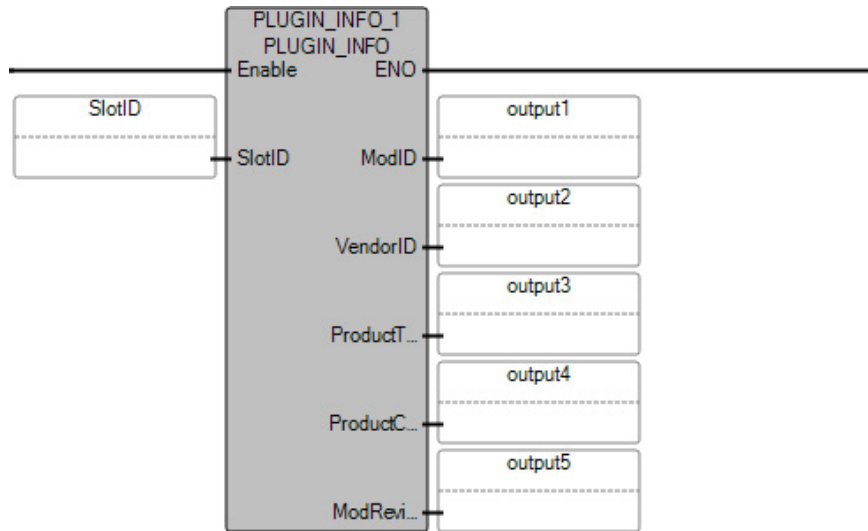 PLUGIN_INFO_1
PLUGIN_INFO
Enable ENO
SlotID output1
SlotID ModID
output2
VendorID
output3
ProductT...
output4
ProductC...
output5
ModRevi...